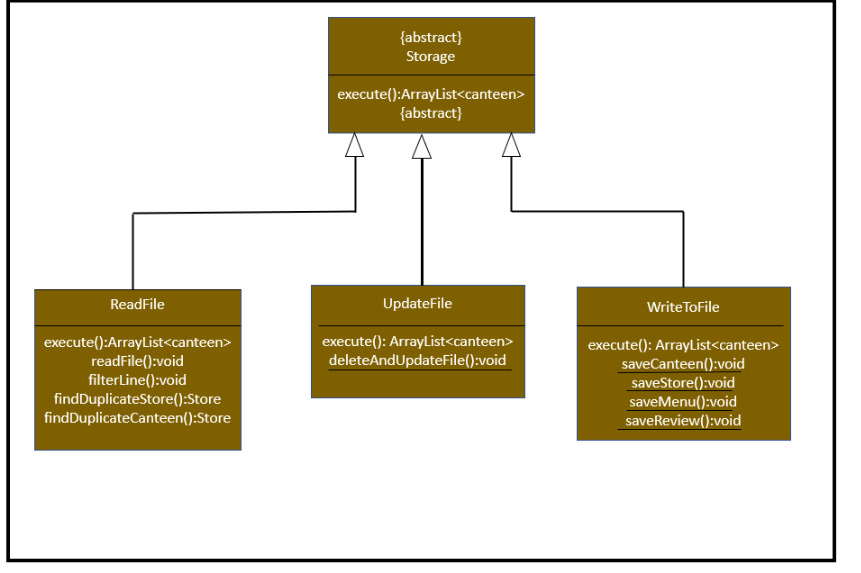 {abstract}
Storage
execute():ArrayList<canteen>
{abstract}
ReadFile
execute():ArrayList<canteen>
readFile():void
filterLine():void
findDuplicateStore():Store
findDuplicateCanteen():Store
UpdateFile
execute(): ArrayList<canteen>
deleteAndUpdateFile():void
WriteToFile
execute(): ArrayList<canteen>
saveCanteen():void
saveStore():void
saveMenu():void
saveReview():void